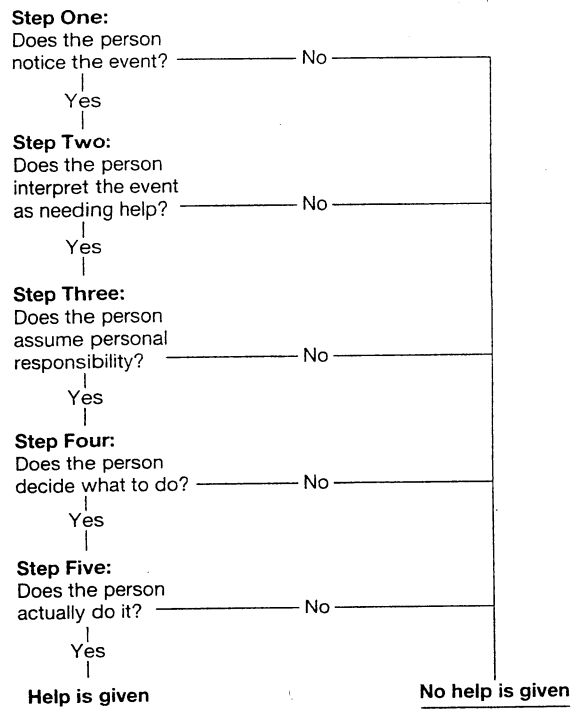 Step One:
Does the person
notice the event? No
Yes
Step Two:
Does the person
interpret the event
as needing help? No
Yes
Step Three:
Does the person
assume personal
responsibility? No
Yes
Step Four:
Does the person
decide what to do? No
Yes
Step Five:
Does the person
actually do it? No
Yes
Help is given
No help is given